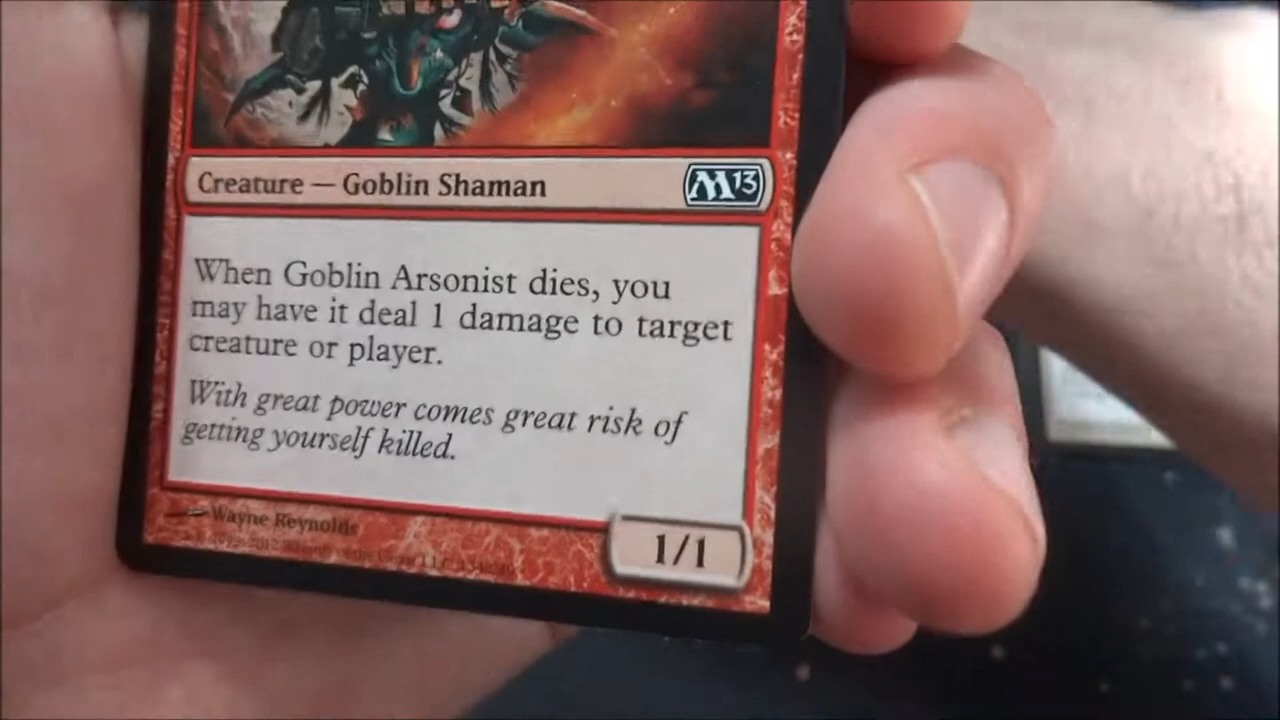 Creature — Goblin Shaman M13
When Goblin Arsonist dies, you
may have it deal 1 damage to target
creature or player.
With great power comes great risk of
getting yourself killed.
Wayne Reynolds
1/1